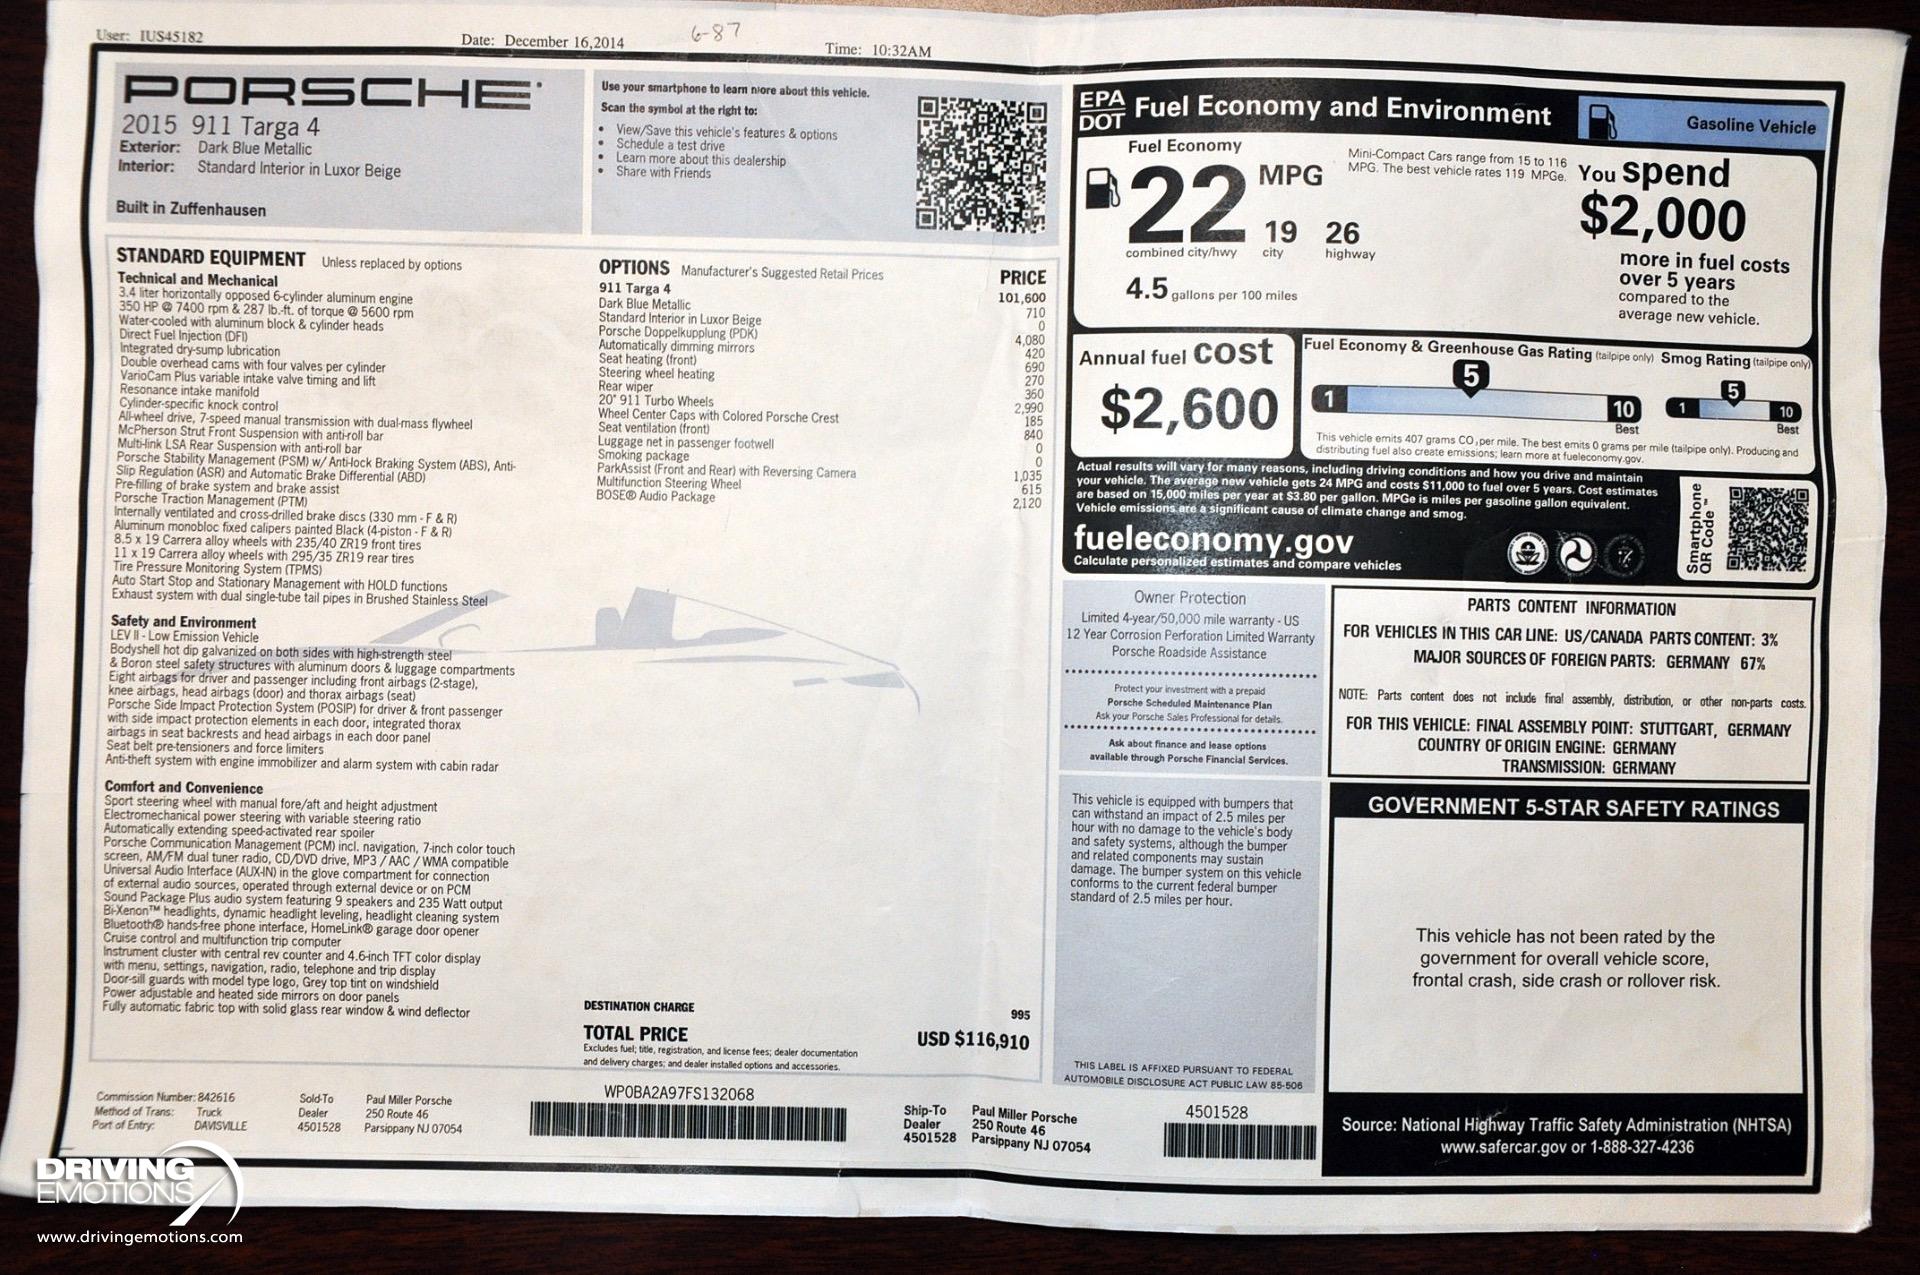 User: IUS45182
Date: December 16,2014
6-87
Time: 10:32AM
PORSCHE
2015 911 Targa 4
Exterior: Dark Blue Metallic
Interior: Standard Interior in Luxor Beige
Built in Zuffenhausen
Use your smartphone to learn more about this vehicle.
Scan the symbol at the right to:
• View/Save this vehicle's features & options
• Schedule a test drive
• Learn more about this dealership
• Share with Friends
STANDARD EQUIPMENT Unless replaced by options
Technical and Mechanical
3.4 liter horizontally opposed 6-cylinder aluminum engine
350 HP @ 7400 rpm & 287 lb.-ft. of torque @ 5600 rpm
Water-cooled with aluminum block & cylinder heads
Direct Fuel Injection (DFI)
Integrated dry-sump lubrication
Double overhead cams with four valves per cylinder
VarioCam Plus variable intake valve timing and lift
Resonance intake manifold
Cylinder-specific knock control
All-wheel drive, 7-speed manual transmission with dual-mass flywheel
McPherson Strut Front Suspension with anti-roll bar
Multi-link LSA Rear Suspension with anti-roll bar
Porsche Stability Management (PSM) w/ Anti-lock Braking System (ABS), Anti-
Slip Regulation (ASR) and Automatic Brake Differential (ABD)
Pre-filling of brake system and brake assist
Porsche Traction Management (PTM)
Internally ventilated and cross-drilled brake discs (330 mm - F & R)
Aluminum monobloc fixed calipers painted Black (4-piston - F & R)
8.5 x 19 Carrera alloy wheels with 235/40 ZR19 front tires
11 x 19 Carrera alloy wheels with 295/35 ZR19 rear tires
Tire Pressure Monitoring System (TPMS)
Auto Start Stop and Stationary Management with HOLD functions
Exhaust system with dual single-tube tail pipes in Brushed Stainless Steel
Safety and Environment
LEV II - Low Emission Vehicle
Bodyshell hot dip galvanized on both sides with high-strength steel
& Boron steel safety structures with aluminum doors & luggage compartments
Eight airbags for driver and passenger including front airbags (2-stage),
knee airbags, head airbags (door) and thorax airbags (seat)
Porsche Side Impact Protection System (POSIP) for driver & front passenger
with side impact protection elements in each door, integrated thorax
airbags in seat backrests and head airbags in each door panel
Seat belt pre-tensioners and force limiters
Anti-theft system with engine immobilizer and alarm system with cabin radar
Comfort and Convenience
Sport steering wheel with manual fore/aft and height adjustment
Electromechanical power steering with variable steering ratio
Automatically extending speed-activated rear spoiler
Porsche Communication Management (PCM) incl. navigation, 7-inch color touch
screen, AM/FM dual tuner radio, CD/DVD drive, MP3 / AAC / WMA compatible
Universal Audio Interface (AUX-IN) in the glove compartment for connection
of external audio sources, operated through external device or on PCM
Sound Package Plus audio system featuring 9 speakers and 235 Watt output
Bi-Xenon™ headlights, dynamic headlight leveling, headlight cleaning system
Bluetooth® hands-free phone interface, HomeLink® garage door opener
Cruise control and multifunction trip computer
Instrument cluster with central rev counter and 4.6-inch TFT color display
with menu, settings, navigation, radio, telephone and trip display
Door-sill guards with model type logo, Grey top tint on windshield
Power adjustable and heated side mirrors on door panels
Fully automatic fabric top with solid glass rear window & wind deflector
OPTIONS Manufacturer's Suggested Retail Prices PRICE
911 Targa 4 101,600
Dark Blue Metallic 710
Standard Interior in Luxor Beige 0
Porsche Doppelkupplung (PDK) 4,080
Automatically dimming mirrors 420
Seat heating (front) 690
Steering wheel heating 270
Rear wiper 360
20" 911 Turbo Wheels 2,990
Wheel Center Caps with Colored Porsche Crest 185
Seat ventilation (front) 840
Luggage net in passenger footwell 0
Smoking package 0
ParkAssist (Front and Rear) with Reversing Camera 1,035
Multifunction Steering Wheel 615
BOSE® Audio Package 2,120
DESTINATION CHARGE 995
TOTAL PRICE USD $116,910
Excludes fuel; title, registration, and license fees; dealer documentation
and delivery charges; and dealer installed options and accessories.
EPA
DOT Fuel Economy and Environment
Gasoline Vehicle
Fuel Economy
22 MPG
combined city/hwy
19
city
26
highway
4.5 gallons per 100 miles
Mini-Compact Cars range from 15 to 116
MPG. The best vehicle rates 119 MPGe.
You spend
$2,000
more in fuel costs
over 5 years
compared to the
average new vehicle.
Annual fuel cost
$2,600
Fuel Economy & Greenhouse Gas Rating (tailpipe only)
5
1
10
Best
Smog Rating (tailpipe only)
5
1
10
Best
This vehicle emits 407 grams CO2 per mile. The best emits 0 grams per mile (tailpipe only). Producing and
distributing fuel also create emissions; learn more at fueleconomy.gov.
Actual results will vary for many reasons, including driving conditions and how you drive and maintain
your vehicle. The average new vehicle gets 24 MPG and costs $11,000 to fuel over 5 years. Cost estimates
are based on 15,000 miles per year at $3.80 per gallon. MPGe is miles per gasoline gallon equivalent.
Vehicle emissions are a significant cause of climate change and smog.
fueleconomy.gov
Calculate personalized estimates and compare vehicles
Smartphone
QR Code™
Owner Protection
Limited 4-year/50,000 mile warranty - US
12 Year Corrosion Perforation Limited Warranty
Porsche Roadside Assistance
Protect your investment with a prepaid
Porsche Scheduled Maintenance Plan
Ask your Porsche Sales Professional for details.
Ask about finance and lease options
available through Porsche Financial Services.
This vehicle is equipped with bumpers that
can withstand an impact of 2.5 miles per
hour with no damage to the vehicle's body
and safety systems, although the bumper
and related components may sustain
damage. The bumper system on this vehicle
conforms to the current federal bumper
standard of 2.5 miles per hour.
THIS LABEL IS AFFIXED PURSUANT TO FEDERAL
AUTOMOBILE DISCLOSURE ACT PUBLIC LAW 85-506
PARTS CONTENT INFORMATION
FOR VEHICLES IN THIS CAR LINE: US/CANADA PARTS CONTENT: 3%
MAJOR SOURCES OF FOREIGN PARTS: GERMANY 67%
NOTE: Parts content does not include final assembly, distribution, or other non-parts costs.
FOR THIS VEHICLE: FINAL ASSEMBLY POINT: STUTTGART, GERMANY
COUNTRY OF ORIGIN ENGINE: GERMANY
TRANSMISSION: GERMANY
GOVERNMENT 5-STAR SAFETY RATINGS
This vehicle has not been rated by the
government for overall vehicle score,
frontal crash, side crash or rollover risk.
Source: National Highway Traffic Safety Administration (NHTSA)
www.safercar.gov or 1-888-327-4236
Commission Number: 842616
Method of Trans: Truck
Port of Entry: DAVISVILLE
Sold-To
Dealer
4501528
Paul Miller Porsche
250 Route 46
Parsippany NJ 07054
WP0BA2A97FS132068
Ship-To
Dealer
4501528
Paul Miller Porsche
250 Route 46
Parsippany NJ 07054
4501528
DRIVING
EMOTIONS
www.drivingemotions.com